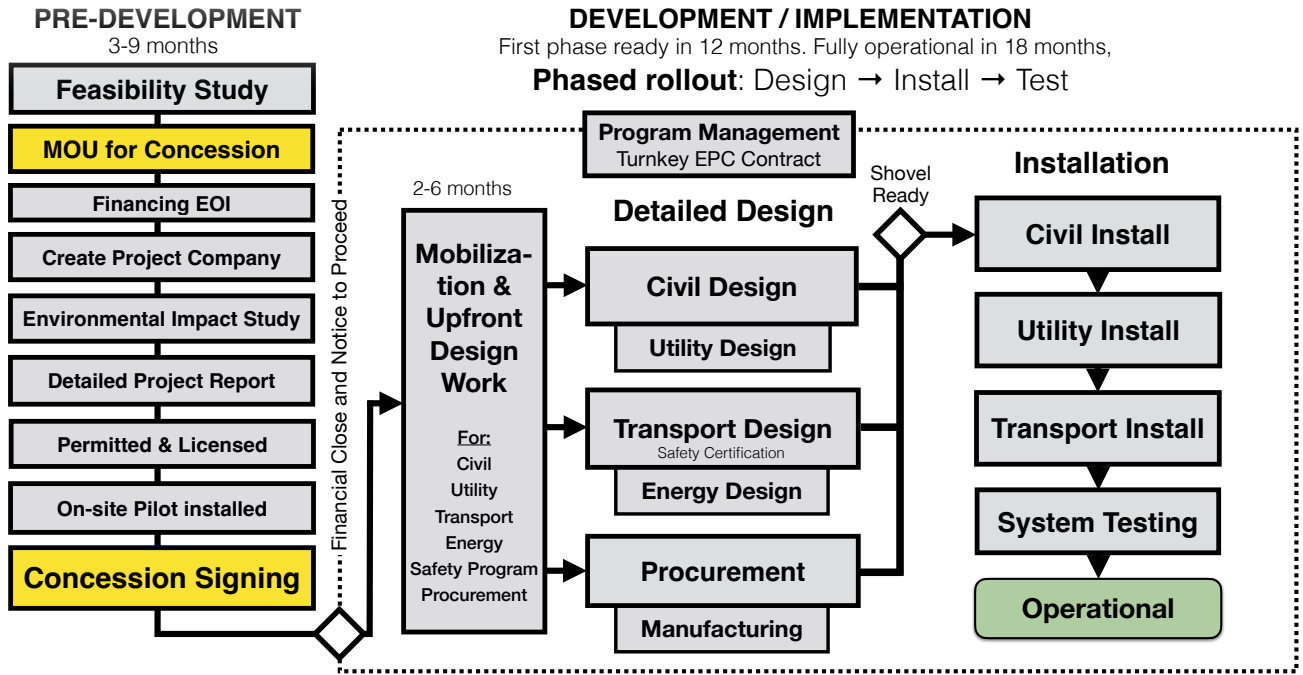 PRE-DEVELOPMENT
3-9 months
Feasibility Study
MOU for Concession
Financing EOI
Create Project Company
Environmental Impact Study
Detailed Project Report
Permitted & Licensed
On-site Pilot installed
Concession Signing
Financial Close and Notice to Proceed
DEVELOPMENT / IMPLEMENTATION
First phase ready in 12 months. Fully operational in 18 months,
Phased rollout: Design → Install → Test
Program Management
Turnkey EPC Contract
2-6 months
Mobiliza-
tion &
Upfront
Design
Work
For:
Civil
Utility
Transport
Energy
Safety Program
Procurement
Detailed Design
Civil Design
Utility Design
Transport Design
Safety Certification
Energy Design
Procurement
Manufacturing
Shovel
Ready
Installation
Civil Install
Utility Install
Transport Install
System Testing
Operational